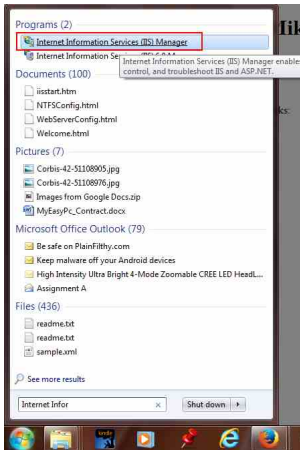 Programs (2)
Internet Information Services (IIS) Manager
Internet Information Se
Internet Information Services (IIS) Manager enables
control, and troubleshoot IIS and ASP.NET.
Documents (100)
iisstart.htm
NTFSConfig.html
WebServerConfig.html
Welcome.html
Pictures (7)
Corbis-42-51108905.jpg
Corbis-42-51108976.jpg
Images from Google Docs.zip
MyEasyPc_Contract.docx
Microsoft Office Outlook (79)
Be safe on PlainFilthy.com
Keep malware off your Android devices
High Intensity Ultra Bright 4-Mode Zoomable CREE LED HeadL...
Assignment A
Files (436)
readme.txt
readme.txt
sample.xml
See more results
Internet Infor
Shut down
kindle